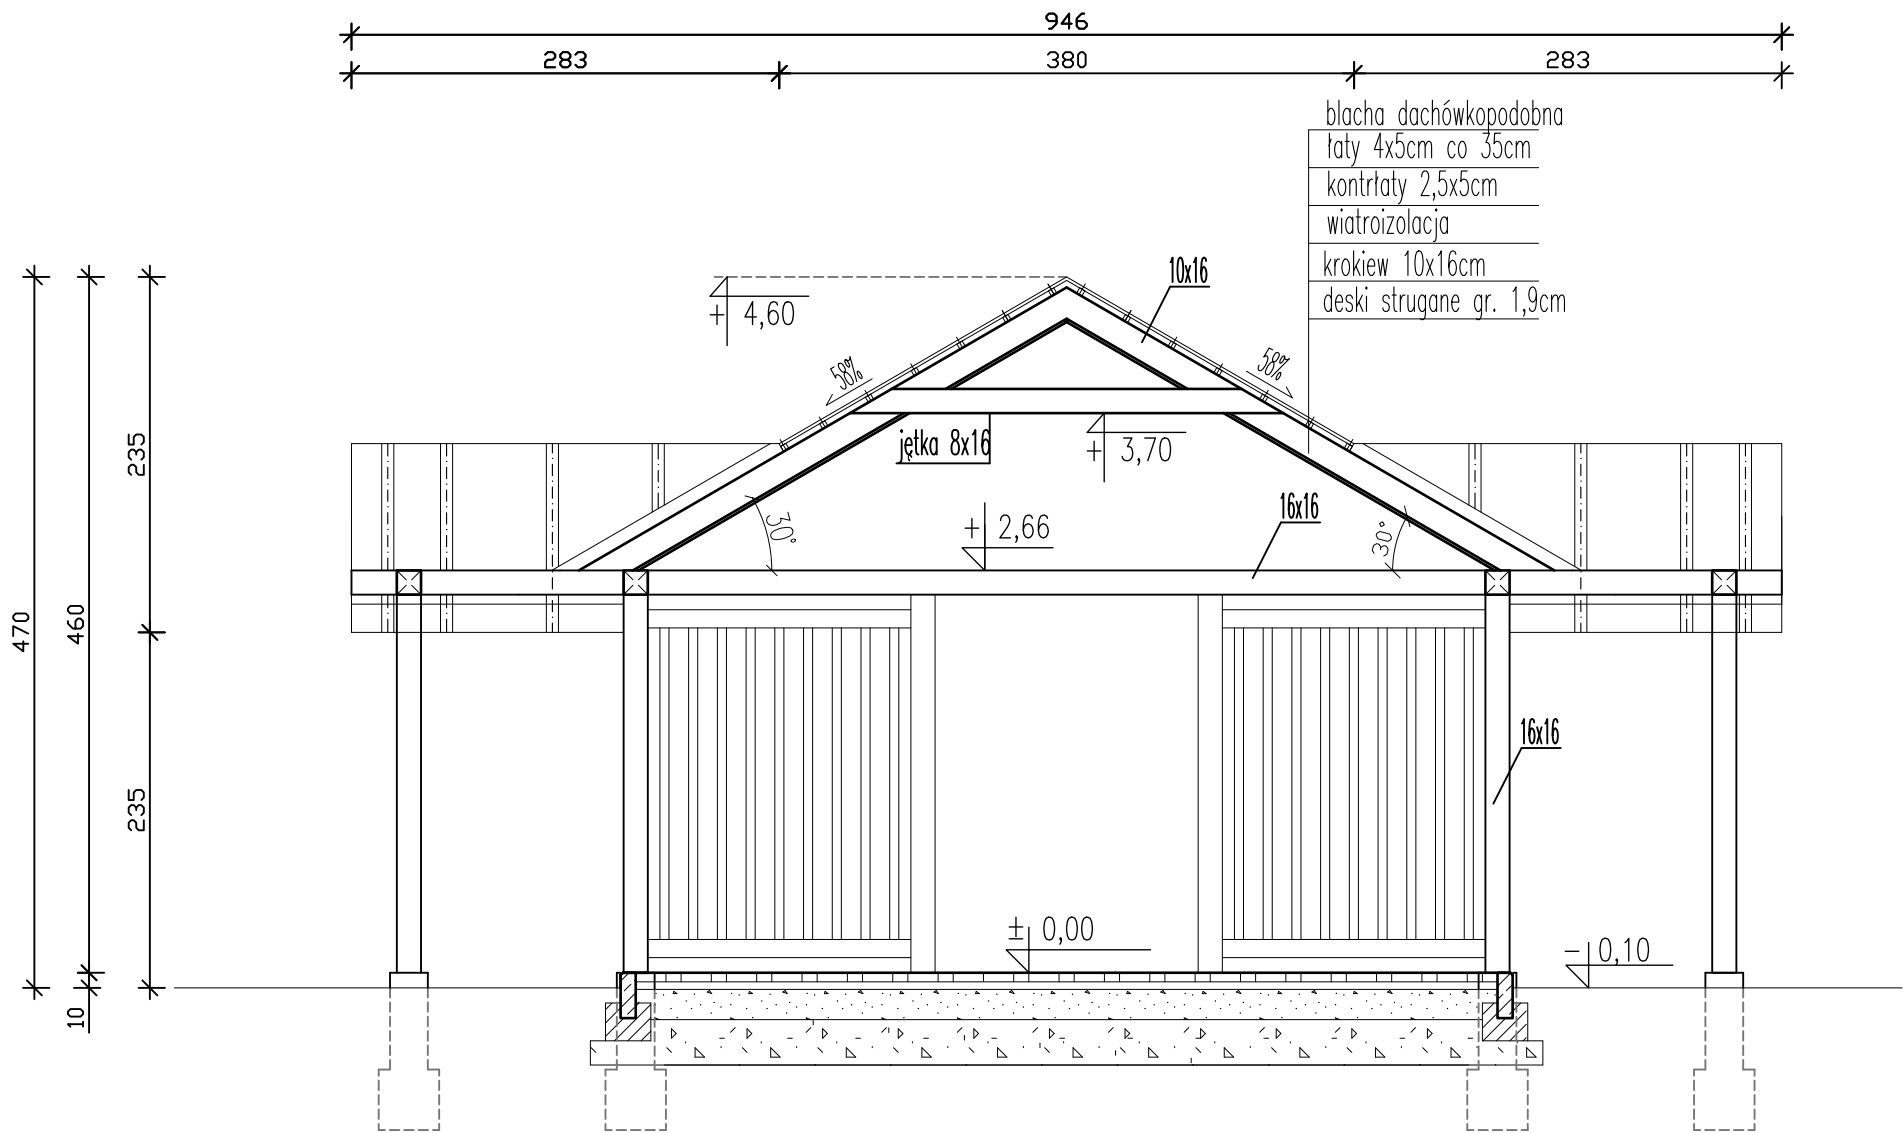 946
283 380 283
blacha dachówkopodobna
łaty 4x5cm co 35cm
kontrłaty 2,5x5cm
wiatroizolacja
krokiew 10x16cm
deski strugane gr. 1,9cm
10x16
+ 4,60
58%
58%
jętka 8x16
+ 3,70
16x16
+ 2,66
30°
30°
235
470
460
235
10
16x16
± 0,00
- 0,10